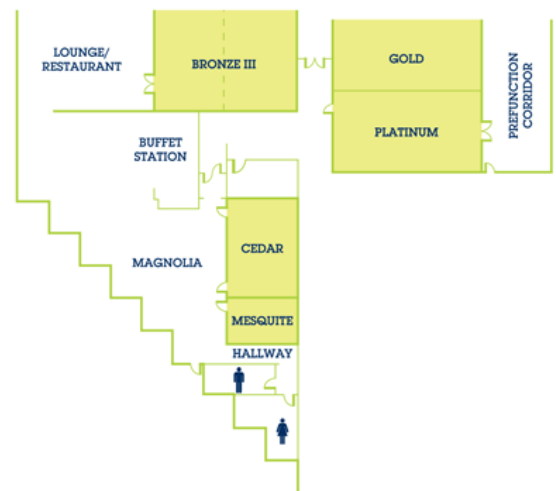 LOUNGE/
RESTAURANT
BRONZE III
GOLD
PLATINUM
PREFUNCTION
CORRIDOR
BUFFET
STATION
MAGNOLIA
CEDAR
MESQUITE
HALLWAY